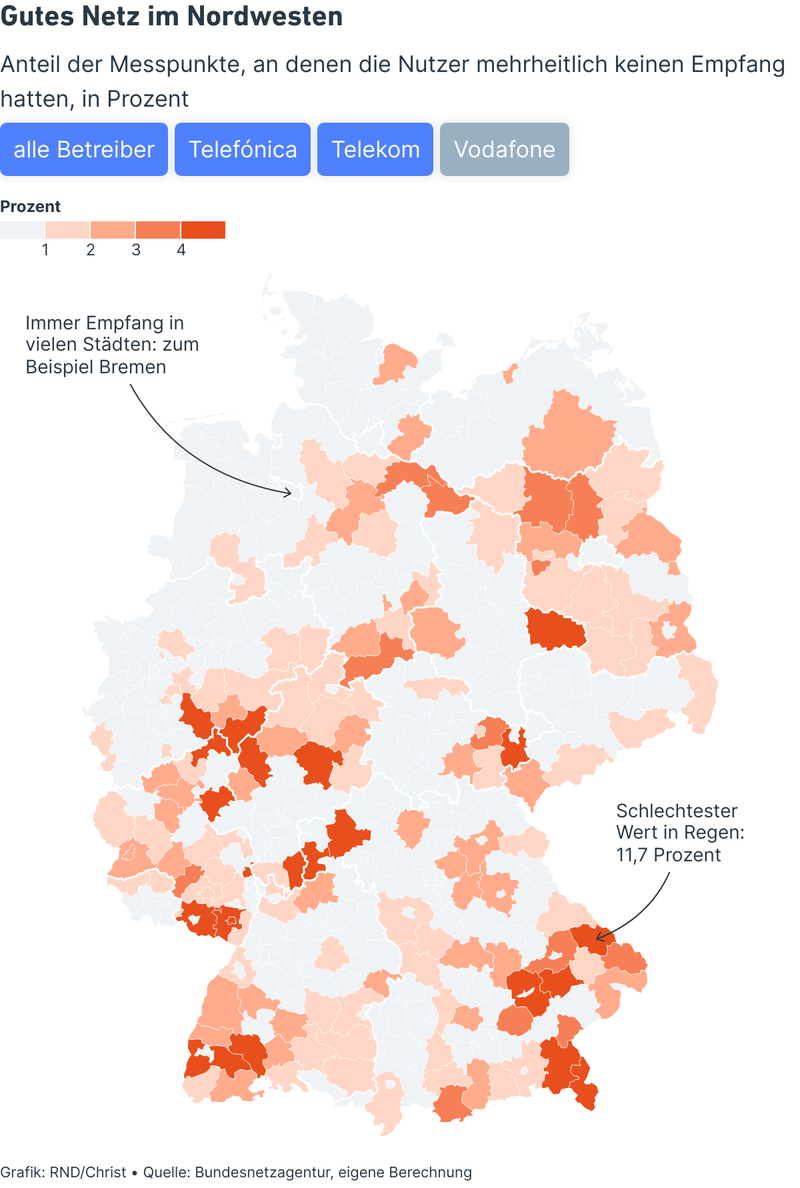 Gutes Netz im Nordwesten
Anteil der Messpunkte, an denen die Nutzer mehrheitlich keinen Empfang
hatten, in Prozent
alle Betreiber Telefónica Telekom Vodafone
Prozent
1 2 3 4
Immer Empfang in
vielen Städten: zum
Beispiel Bremen
Schlechtester
Wert in Regen:
11,7 Prozent
Grafik: RND/Christ • Quelle: Bundesnetzagentur, eigene Berechnung